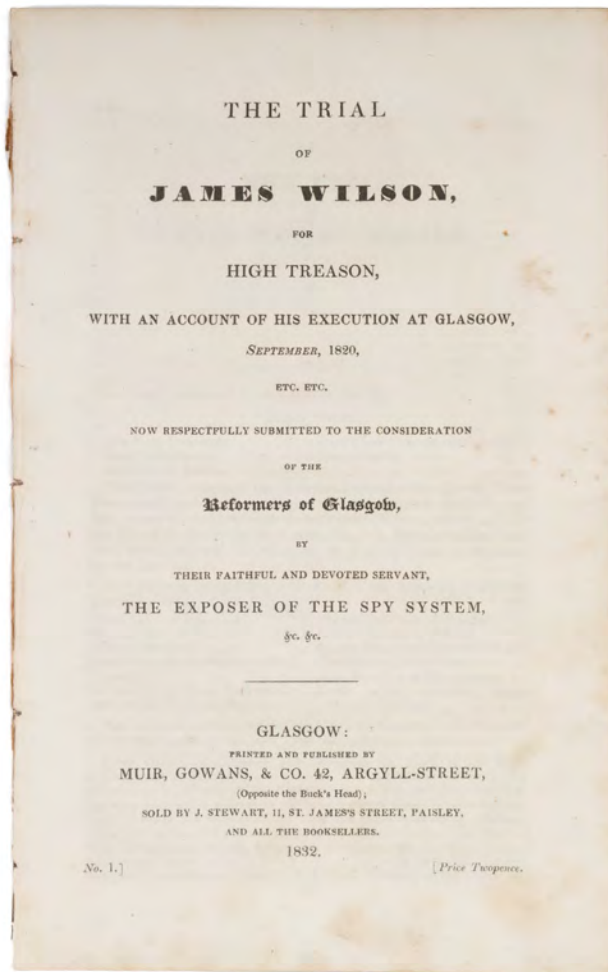 THE TRIAL
OF
JAMES WILSON,
FOR
HIGH TREASON,
WITH AN ACCOUNT OF HIS EXECUTION AT GLASGOW,
SEPTEMBER, 1820,
ETC. ETC.
NOW RESPECTFULLY SUBMITTED TO THE CONSIDERATION
OF THE
Reformers of Glasgow,
BY
THEIR FAITHFUL AND DEVOTED SERVANT,
THE EXPOSER OF THE SPY SYSTEM,
&c. &c.
GLASGOW:
PRINTED AND PUBLISHED BY
MUIR, GOWANS, & CO. 42, ARGYLL-STREET,
(Opposite the Buck's Head);
SOLD BY J. STEWART, 11, ST. JAMES'S STREET, PAISLEY,
AND ALL THE BOOKSELLERS.
1832.
No. 1.] [Price Twopence.